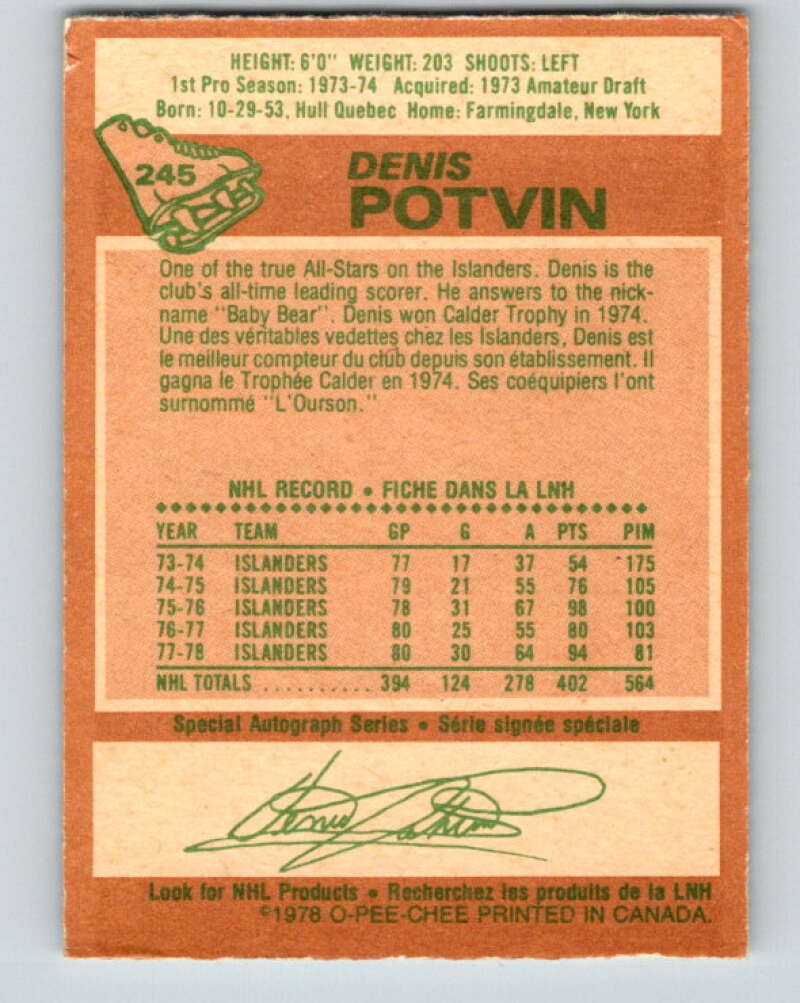 HEIGHT: 6'0" WEIGHT: 203 SHOOTS: LEFT
1st Pro Season: 1973-74 Acquired: 1973 Amateur Draft
Born: 10-29-53, Hull Quebec Home: Farmingdale, New York
245
DENIS
POTVIN
One of the true All-Stars on the Islanders. Denis is the
club's all-time leading scorer. He answers to the nick-
name "Baby Bear". Denis won Calder Trophy in 1974.
Une des véritables vedettes chez les Islanders, Denis est
le meilleur compteur du club depuis son établissement. Il
gagna le Trophée Calder en 1974. Ses coéquipiers l'ont
surnommé "L'Ourson."
NHL RECORD • FICHE DANS LA LNH
YEAR TEAM GP G A PTS PIM
73-74 ISLANDERS 77 17 37 54 175
74-75 ISLANDERS 79 21 55 76 105
75-76 ISLANDERS 78 31 67 98 100
76-77 ISLANDERS 80 25 55 80 103
77-78 ISLANDERS 80 30 64 94 81
NHL TOTALS .......... 394 124 278 402 564
Special Autograph Series • Série signée spéciale
Denis Potvin
Look for NHL Products • Recherchez les produits de la LNH
©1978 O-PEE-CHEE PRINTED IN CANADA.